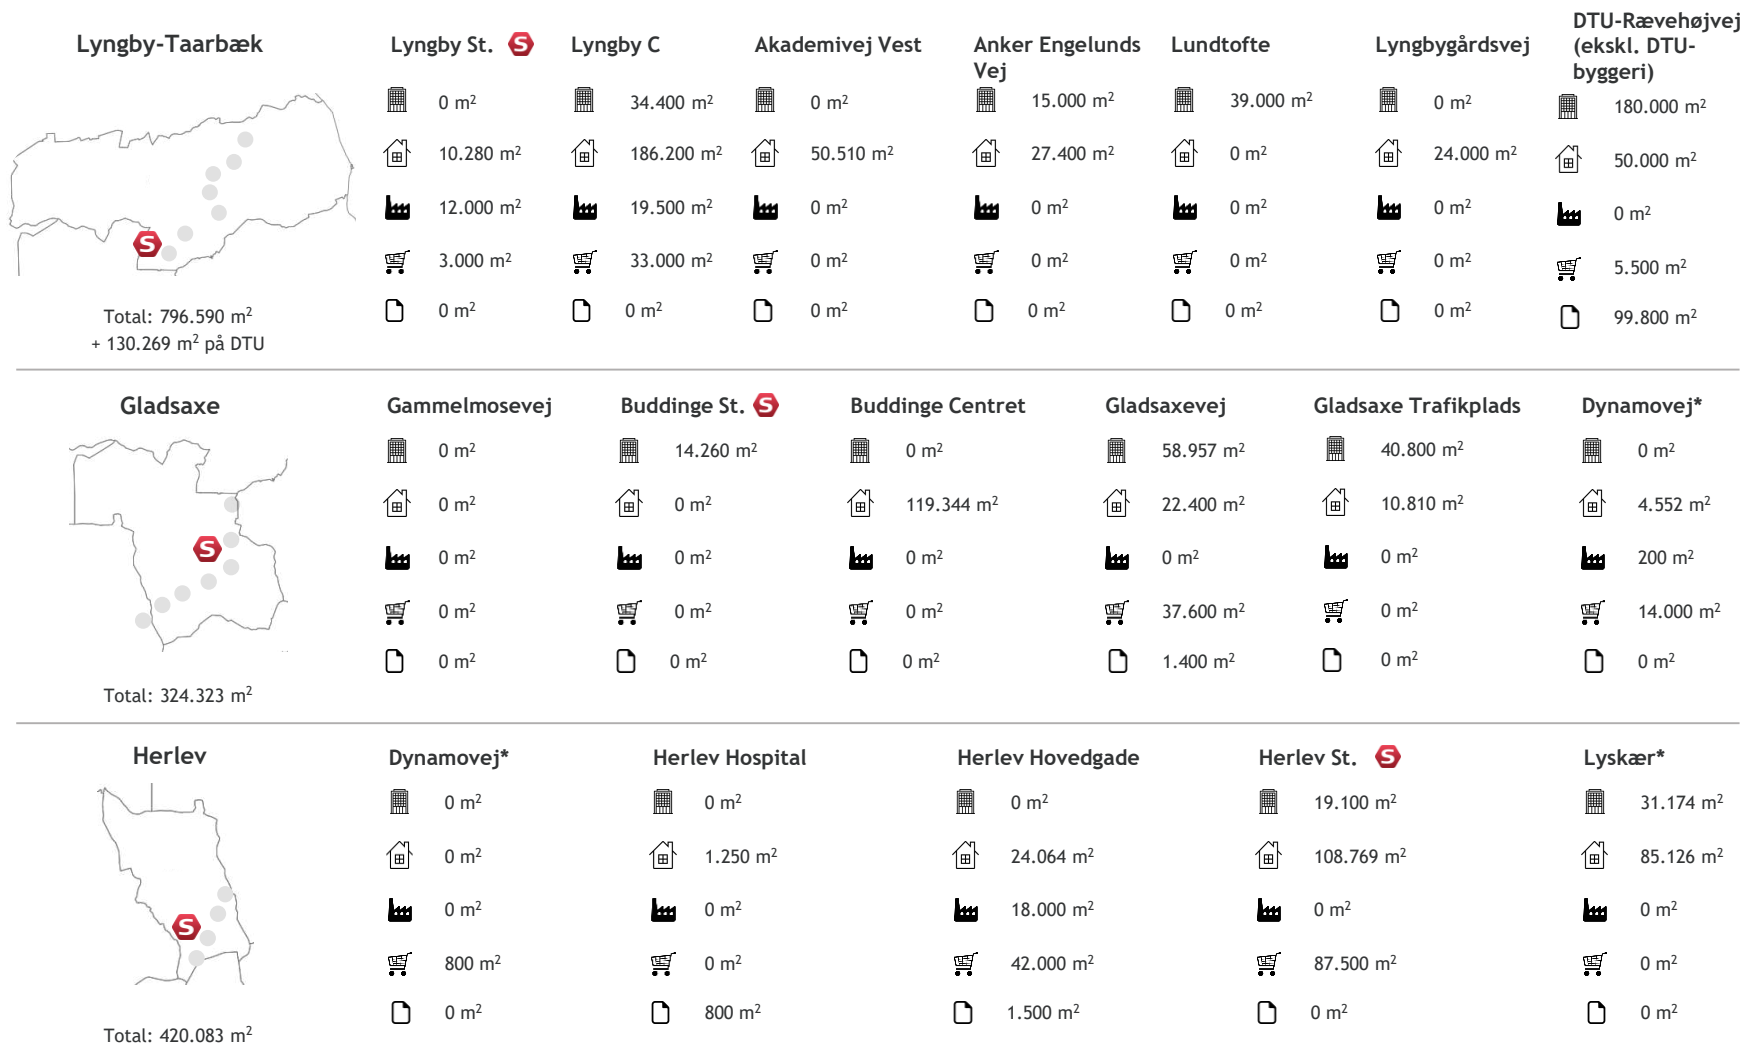 Lyngby-Taarbæk
Total: 796.590 m²
+ 130.269 m² på DTU
Lyngby St. S
0 m²
10.280 m²
12.000 m²
3.000 m²
0 m²
Lyngby C
34.400 m²
186.200 m²
19.500 m²
33.000 m²
0 m²
Akademivej Vest
0 m²
50.510 m²
0 m²
0 m²
0 m²
Anker Engelunds
Vej
15.000 m²
27.400 m²
0 m²
0 m²
0 m²
Lundtofte
39.000 m²
0 m²
0 m²
0 m²
0 m²
Lyngbygårdsvej
0 m²
24.000 m²
0 m²
0 m²
0 m²
DTU-Rævehøjvej
(ekskl. DTU-
byggeri)
180.000 m²
50.000 m²
0 m²
5.500 m²
99.800 m²
S
Gladsaxe
Total: 324.323 m²
Gammelmosevej
0 m²
0 m²
0 m²
0 m²
0 m²
Buddinge St. S
14.260 m²
0 m²
0 m²
0 m²
0 m²
Buddinge Centret
0 m²
119.344 m²
0 m²
0 m²
0 m²
Gladsaxevej
58.957 m²
22.400 m²
0 m²
37.600 m²
1.400 m²
Gladsaxe Trafikplads
40.800 m²
10.810 m²
0 m²
0 m²
0 m²
Dynamovej*
0 m²
4.552 m²
200 m²
14.000 m²
0 m²
S
Herlev
Total: 420.083 m²
Dynamovej*
0 m²
0 m²
0 m²
800 m²
0 m²
Herlev Hospital
0 m²
1.250 m²
0 m²
0 m²
800 m²
Herlev Hovedgade
0 m²
24.064 m²
18.000 m²
42.000 m²
1.500 m²
Herlev St. S
19.100 m²
108.769 m²
0 m²
87.500 m²
0 m²
Lyskær*
31.174 m²
85.126 m²
0 m²
0 m²
0 m²
S